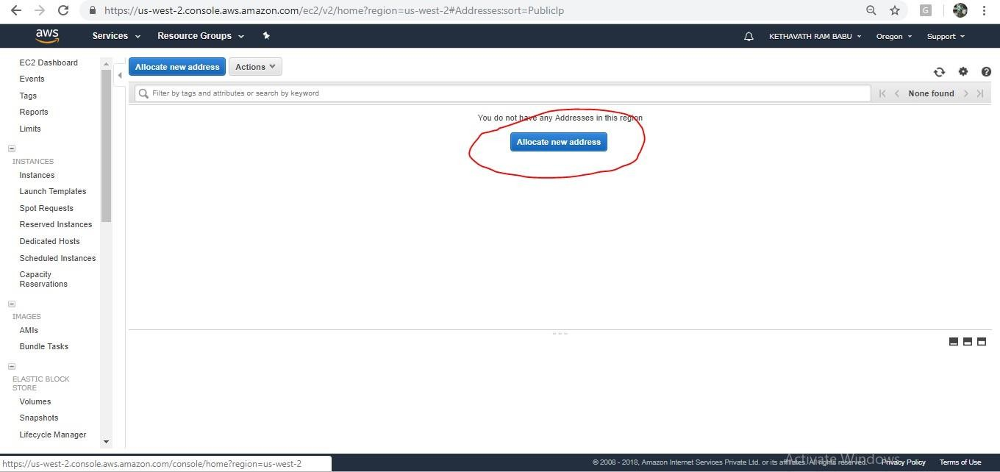 https://us-west-2.console.aws.amazon.com/ec2/v2/home?region=us-west-2#Addresses:sort=PublicIp
G
aws Services Resource Groups KETHAVATH RAM BABU Oregon Support
EC2 Dashboard
Events
Tags
Reports
Limits
INSTANCES
Instances
Launch Templates
Spot Requests
Reserved Instances
Dedicated Hosts
Scheduled Instances
Capacity
Reservations
IMAGES
AMIs
Bundle Tasks
ELASTIC BLOCK
STORE
Volumes
Snapshots
Lifecycle Manager
Allocate new address Actions
Filter by tags and attributes or search by keyword None found
You do not have any Addresses in this region
Allocate new address
https://us-west-2.console.aws.amazon.com/console/home?region=us-west-2
© 2008 - 2018, Amazon Internet Services Private Ltd. or its affiliates. All rights reserved. Privacy Policy Terms of Use
Activate Windows